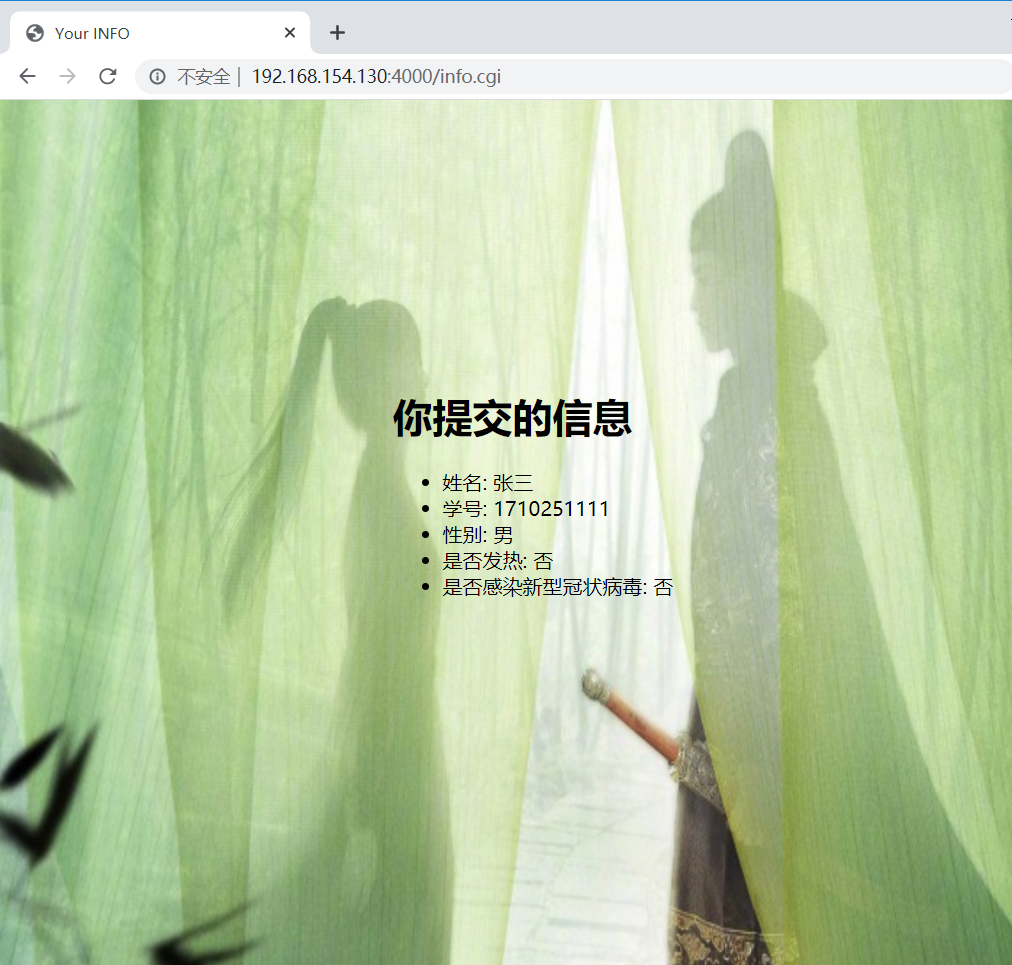 Your INFO
不安全 | 192.168.154.130:4000/info.cgi
你提交的信息
姓名: 张三
学号: 1710251111
性别: 男
是否发热: 否
是否感染新型冠状病毒: 否